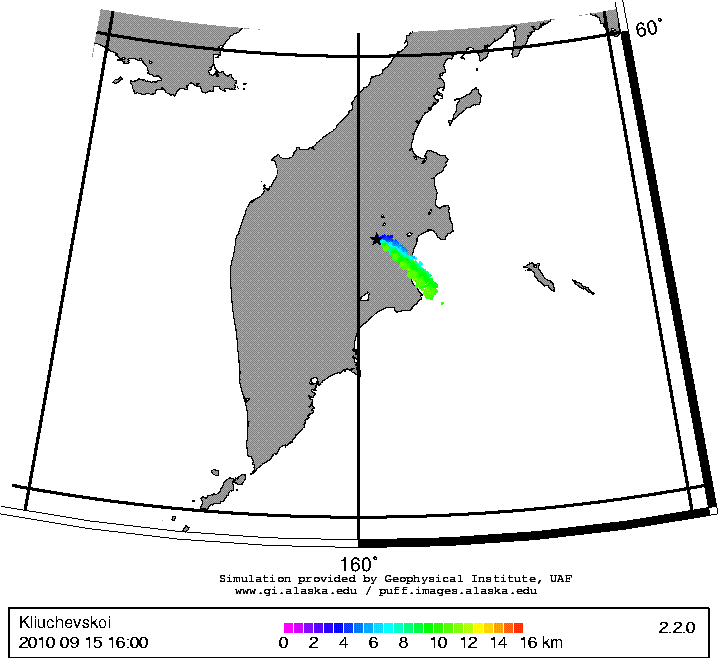 60°
160°
Simulation provided by Geophysical Institute, UAF
www.gi.alaska.edu / puff.images.alaska.edu
Kliuchevskoi
2010 09 15 16:00
0 2 4 6 8 10 12 14 16 km
2.2.0